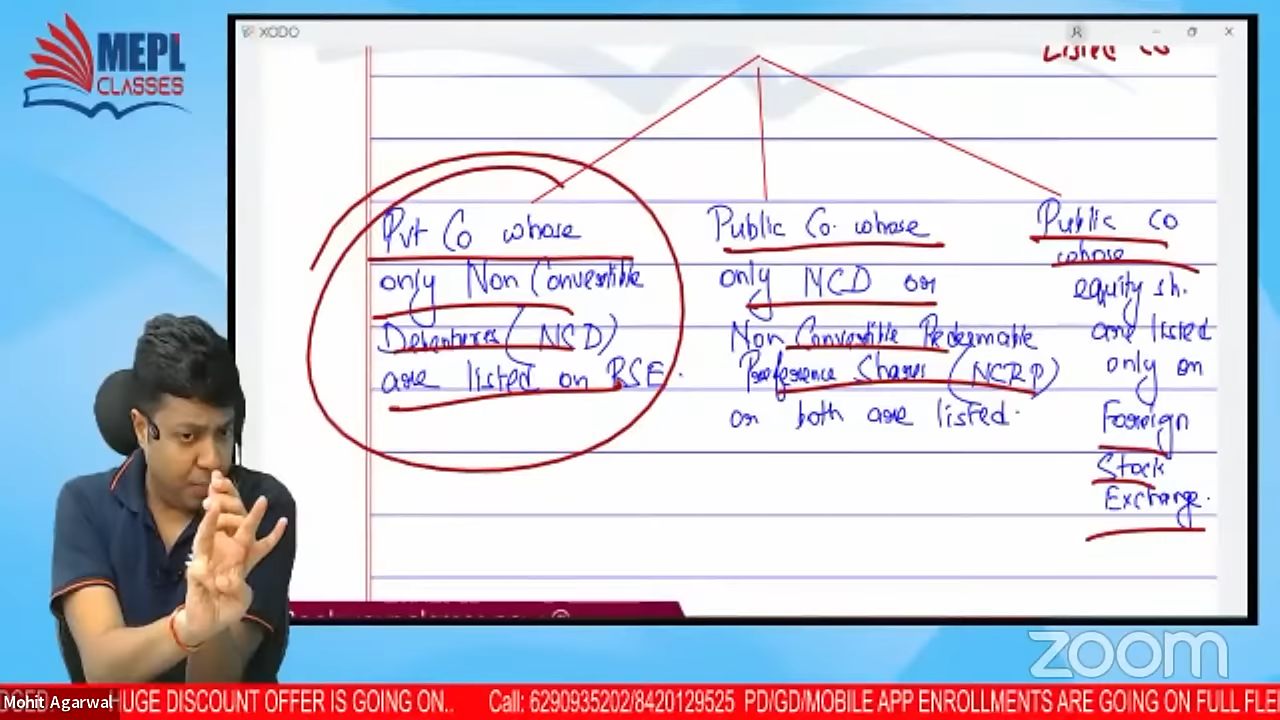 MEPL
CLASSES
XODO
Listed Co
Pvt Co whose
only Non Convertible
Debentures (NCD)
are listed on BSE.
Public Co. whose
only NCD or
Non Convertible Redeemable
Preference Shares (NCRP)
or both are listed.
Public Co
whose
equity sh.
are listed
only on
Foreign
Stock
Exchange.
zoom
Mohit Agarwal
HUGE DISCOUNT OFFER IS GOING ON.. Call: 6290935202/8420129525 PD/GD/MOBILE APP ENROLLMENTS ARE GOING ON FULL FLE